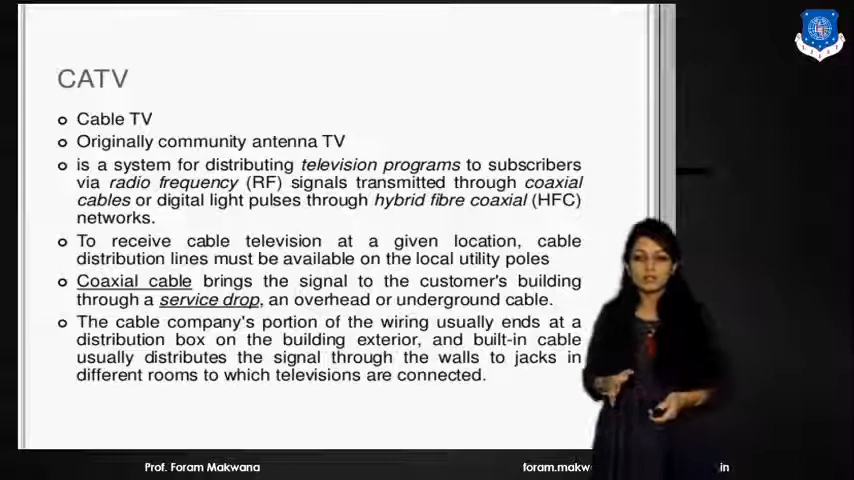 CATV
o Cable TV
o Originally community antenna TV
o is a system for distributing television programs to subscribers
via radio frequency (RF) signals transmitted through coaxial
cables or digital light pulses through hybrid fibre coaxial (HFC)
networks.
o To receive cable television at a given location, cable
distribution lines must be available on the local utility poles
o Coaxial cable brings the signal to the customer's building
through a service drop, an overhead or underground cable.
o The cable company's portion of the wiring usually ends at a
distribution box on the building exterior, and built-in cable
usually distributes the signal through the walls to jacks in
different rooms to which televisions are connected.
Prof. Foram Makwana
foram.makw
in